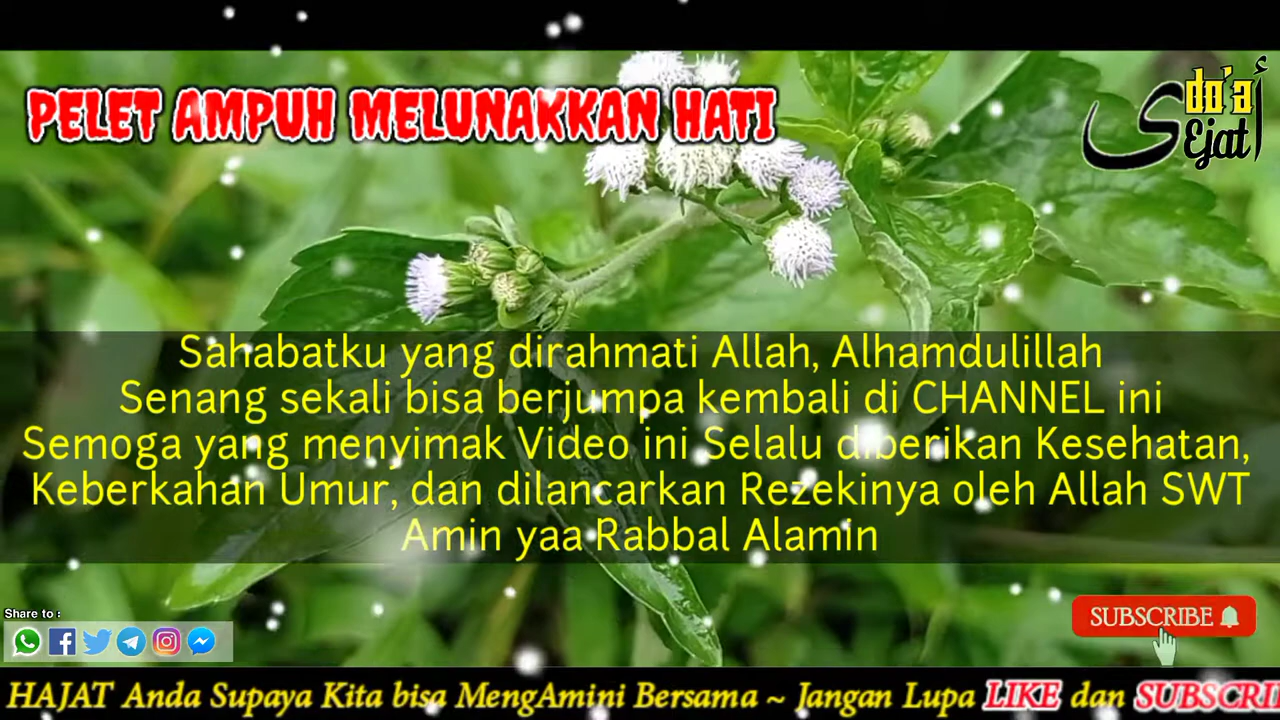 PELET AMPUH MELUNAKKAN HATI
do'a
Ejati
Sahabatku yang dirahmati Allah, Alhamdulillah
Senang sekali bisa berjumpa kembali di CHANNEL ini
Semoga yang menyimak Video ini Selalu diberikan Kesehatan,
Keberkahan Umur, dan dilancarkan Rezekinya oleh Allah SWT
Amin yaa Rabbal Alamin
Share to :
SUBSCRIBE
HAJAT Anda Supaya Kita bisa MengAmini Bersama ~ Jangan Lupa LIKE dan SUBSCRI